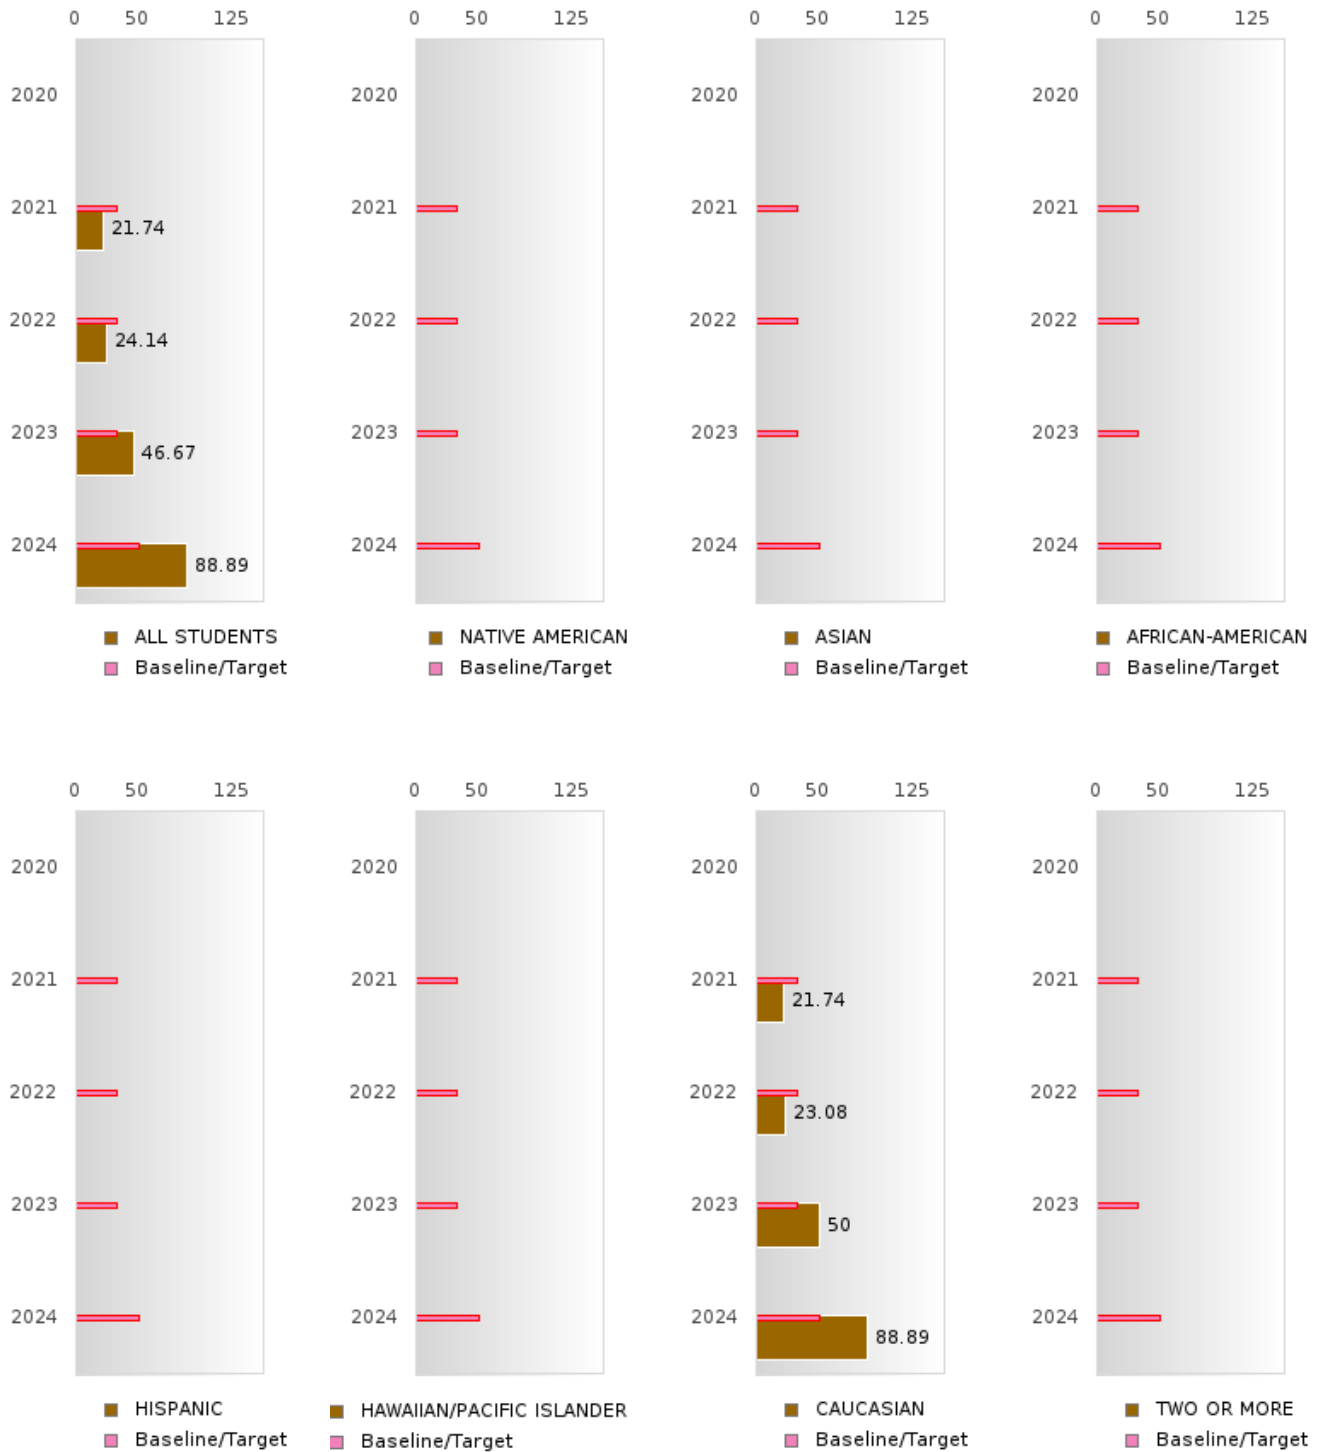 0 50 125 0 50 125 0 50 125 0 50 125
2020 2020 2020 2020
2021 2021 2021 2021
21.74
2022 2022 2022 2022
24.14
2023 2023 2023 2023
46.67
2024 2024 2024 2024
88.89
ALL STUDENTS NATIVE AMERICAN ASIAN AFRICAN-AMERICAN
Baseline/Target Baseline/Target Baseline/Target Baseline/Target
0 50 125 0 50 125 0 50 125 0 50 125
2020 2020 2020 2020
2021 2021 2021 2021
21.74
2022 2022 2022 2022
23.08
2023 2023 2023 2023
50
2024 2024 2024 2024
88.89
HISPANIC HAWAIIAN/PACIFIC ISLANDER CAUCASIAN TWO OR MORE
Baseline/Target Baseline/Target Baseline/Target Baseline/Target